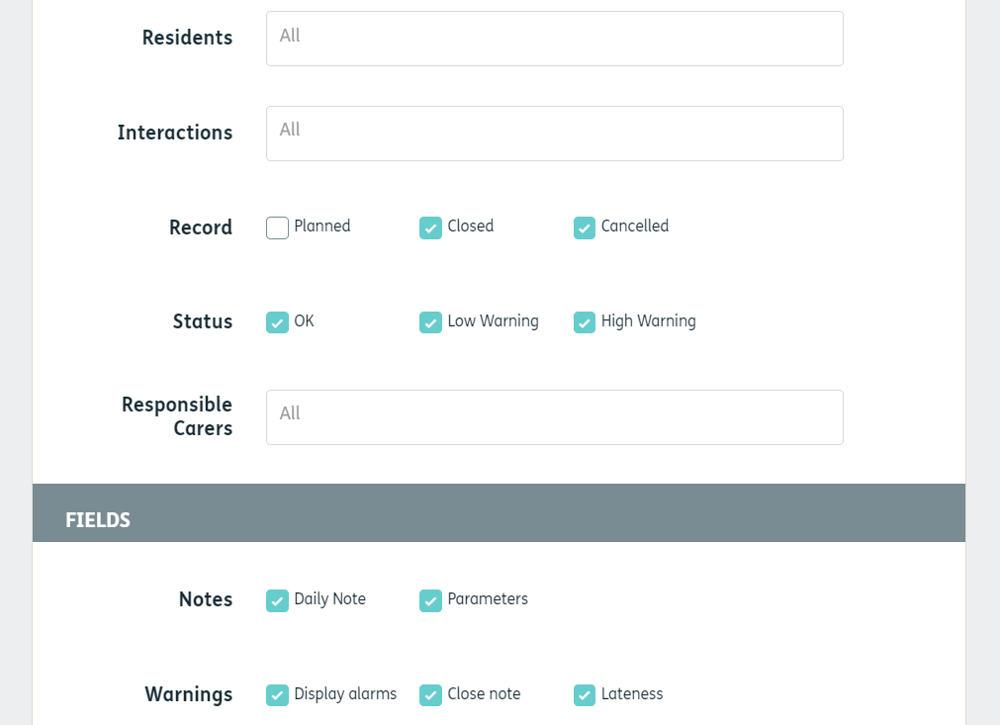 Residents All
Interactions All
Record Planned Closed Cancelled
Status OK Low Warning High Warning
Responsible
Carers All
FIELDS
Notes Daily Note Parameters
Warnings Display alarms Close note Lateness